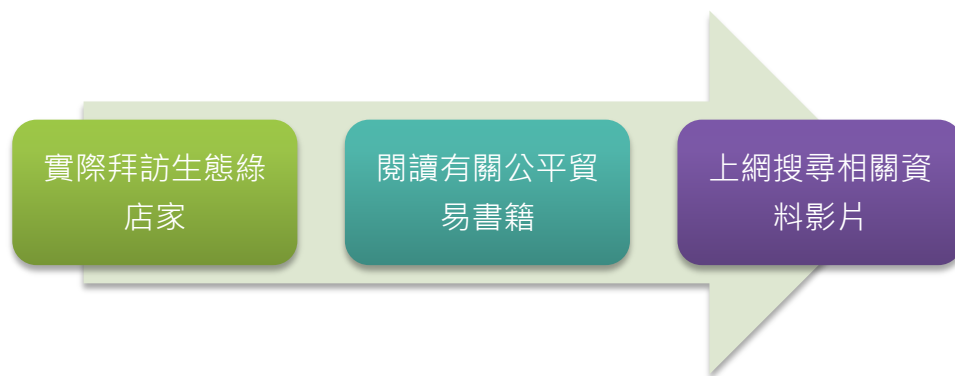 實際拜訪生態綠
店家
閱讀有關公平貿
易書籍
上網搜尋相關資
料影片